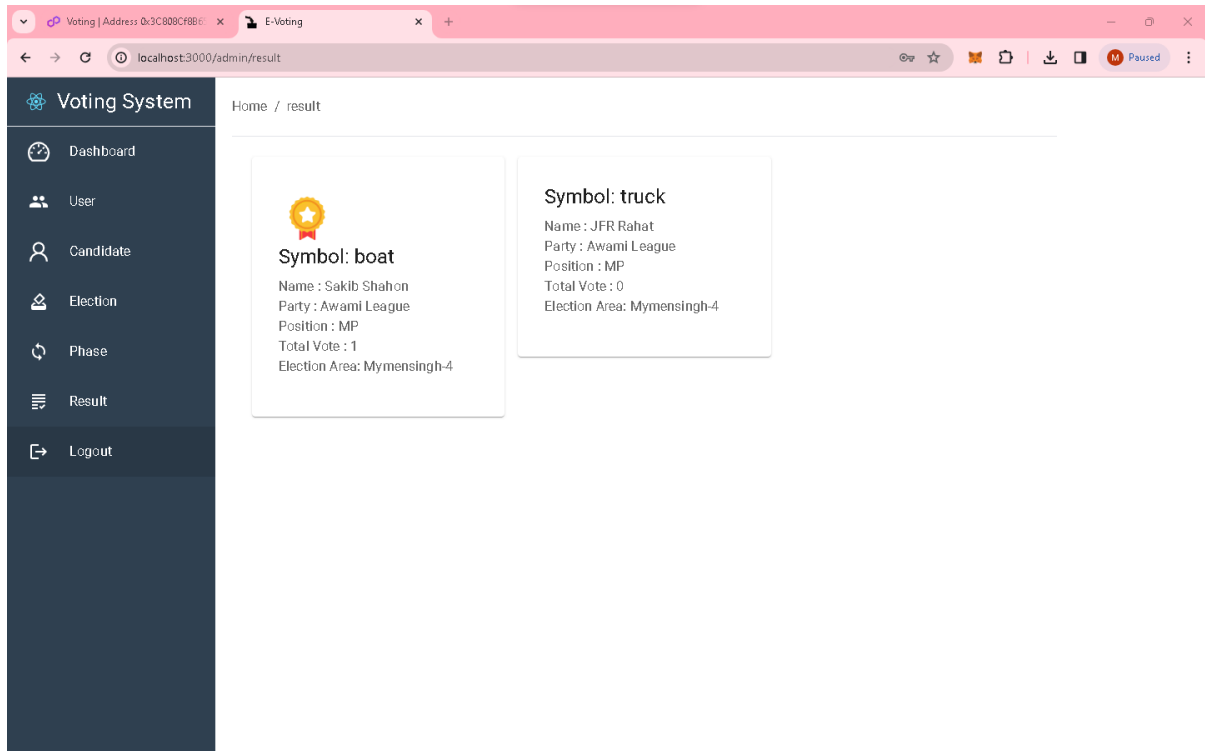 Voting | Address 0x3C808Cf8B6
E-Voting
localhost:3000/admin/result
M Paused
Voting System
Dashboard
User
Candidate
Election
Phase
Result
Logout
Home / result
Symbol: boat
Name : Sakib Shahon
Party : Awami League
Position : MP
Total Vote : 1
Election Area: Mymensingh-4
Symbol: truck
Name : JFR Rahat
Party : Awami League
Position : MP
Total Vote : 0
Election Area: Mymensingh-4